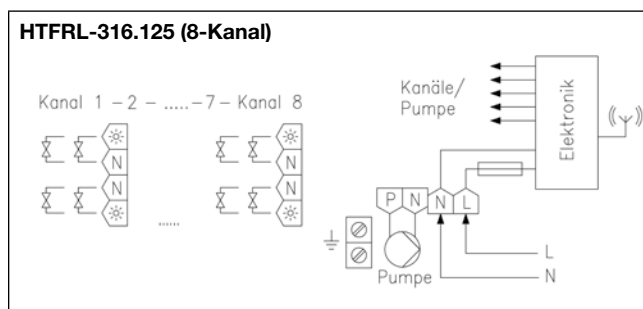 HTFRL-316.125 (8-Kanal)
Kanal 1 – 2 – .....–7– Kanal 8
N
N
N
N
......
Kanäle/
Pumpe
Elektronik
P N N L
Pumpe
L
N